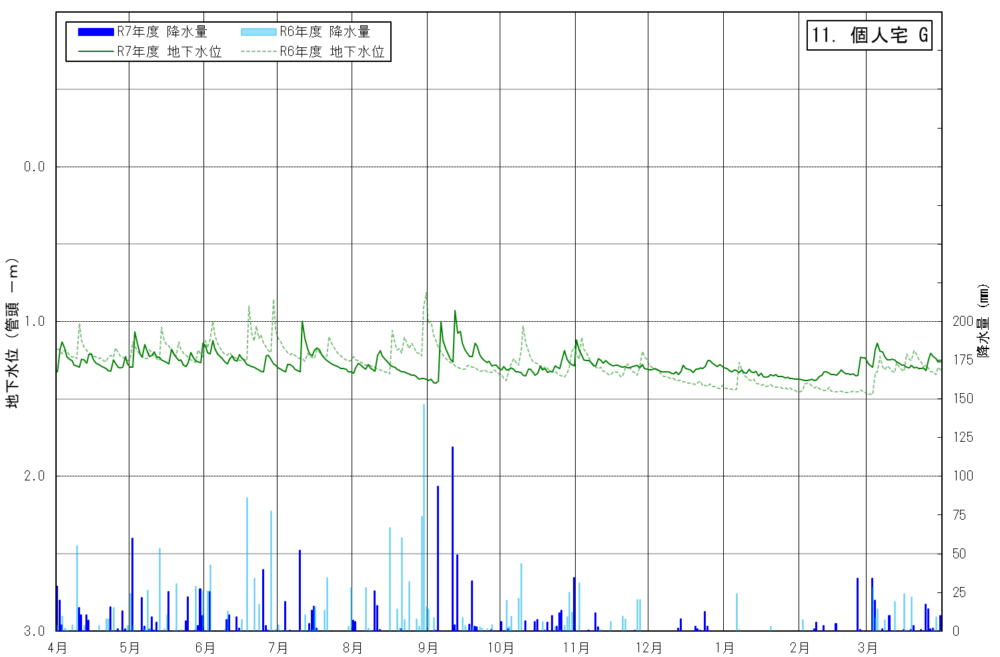 R7年度 降水量
R6年度 降水量
R7年度 地下水位
R6年度 地下水位
11. 個人宅 G
地下水位（管頭 －ｍ）
0.0
1.0
2.0
3.0
降水量 (㎜)
200
175
150
125
100
75
50
25
0
4月
5月
6月
7月
8月
9月
10月
11月
12月
1月
2月
3月